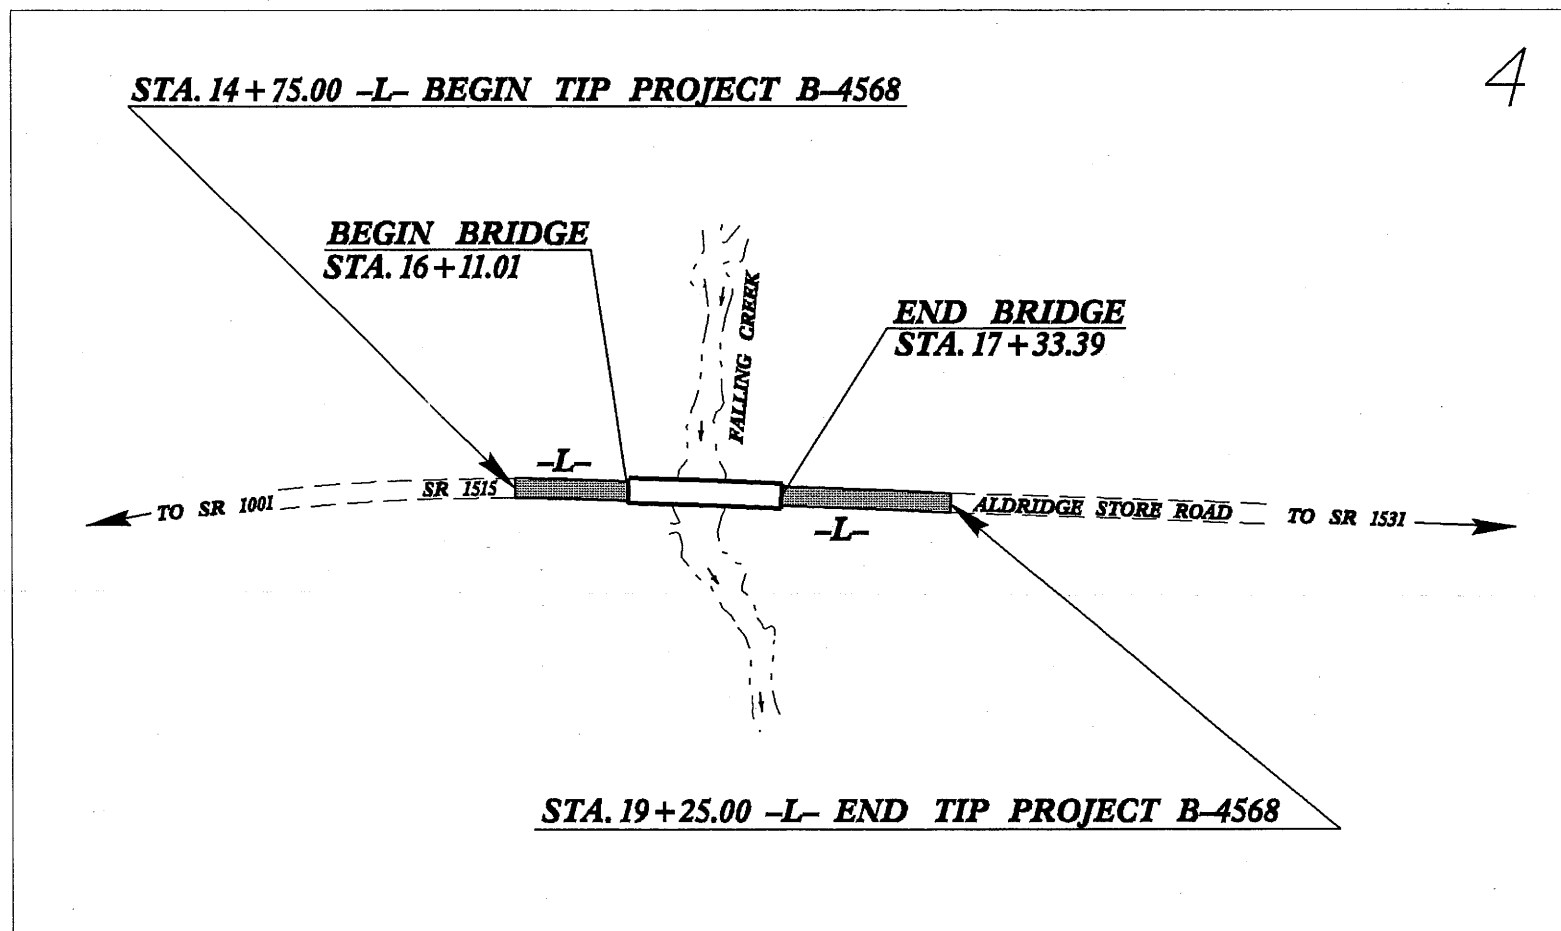 4
STA. 14+75.00 -L- BEGIN TIP PROJECT B-4568
BEGIN BRIDGE
STA. 16+11.01
FALLING CREEK
END BRIDGE
STA. 17+33.39
-L-
SR 1515
TO SR 1001
ALDRIDGE STORE ROAD
TO SR 1531
-L-
STA. 19+25.00 -L- END TIP PROJECT B-4568